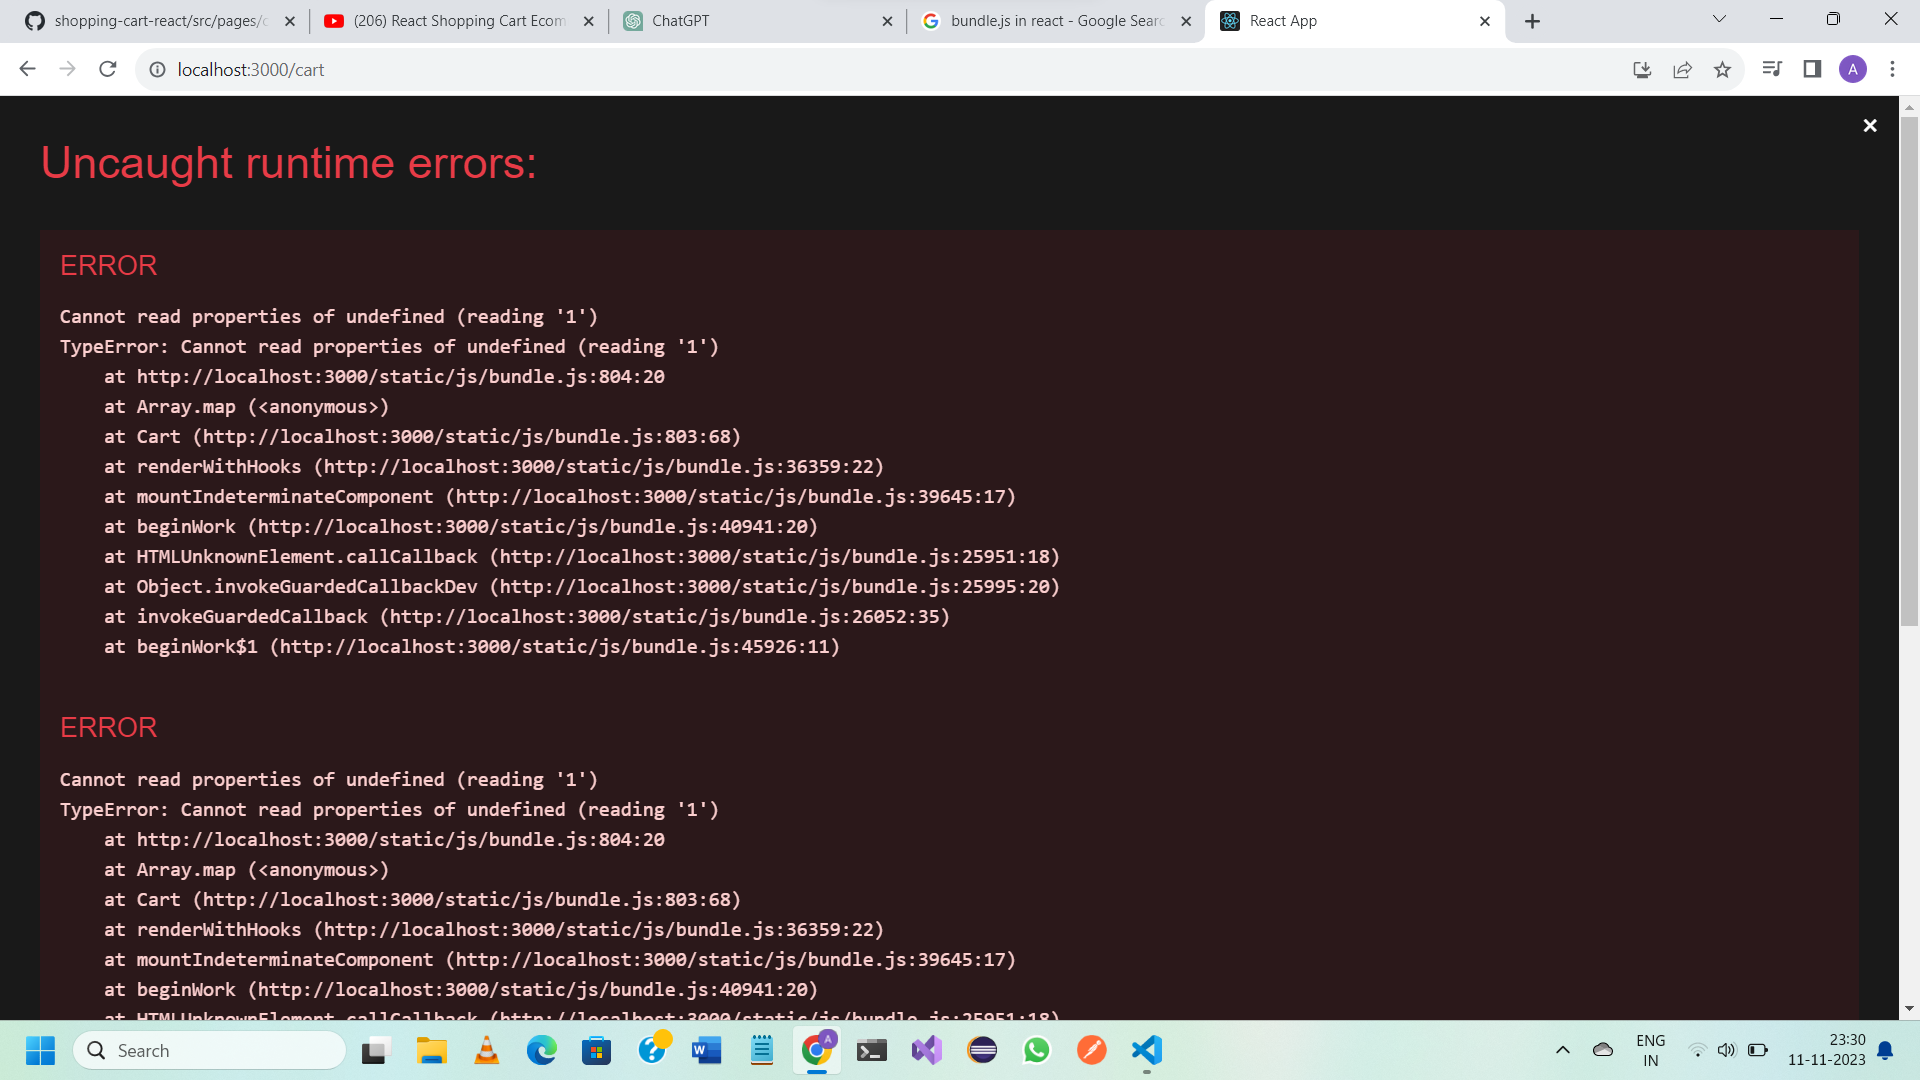 shopping-cart-react/src/pages/c
(206) React Shopping Cart Ecom
ChatGPT
bundle.js in react - Google Searc
React App
localhost:3000/cart
A
Uncaught runtime errors:
ERROR
Cannot read properties of undefined (reading '1')
TypeError: Cannot read properties of undefined (reading '1')
at http://localhost:3000/static/js/bundle.js:804:20
at Array.map (<anonymous>)
at Cart (http://localhost:3000/static/js/bundle.js:803:68)
at renderWithHooks (http://localhost:3000/static/js/bundle.js:36359:22)
at mountIndeterminateComponent (http://localhost:3000/static/js/bundle.js:39645:17)
at beginWork (http://localhost:3000/static/js/bundle.js:40941:20)
at HTMLUnknownElement.callCallback (http://localhost:3000/static/js/bundle.js:25951:18)
at Object.invokeGuardedCallbackDev (http://localhost:3000/static/js/bundle.js:25995:20)
at invokeGuardedCallback (http://localhost:3000/static/js/bundle.js:26052:35)
at beginWork$1 (http://localhost:3000/static/js/bundle.js:45926:11)
ERROR
Cannot read properties of undefined (reading '1')
TypeError: Cannot read properties of undefined (reading '1')
at http://localhost:3000/static/js/bundle.js:804:20
at Array.map (<anonymous>)
at Cart (http://localhost:3000/static/js/bundle.js:803:68)
at renderWithHooks (http://localhost:3000/static/js/bundle.js:36359:22)
at mountIndeterminateComponent (http://localhost:3000/static/js/bundle.js:39645:17)
at beginWork (http://localhost:3000/static/js/bundle.js:40941:20)
at HTMLUnknownElement.callCallback (http://localhost:3000/static/js/bundle.js:25951:18)
Search
A
ENG
IN
23:30
11-11-2023